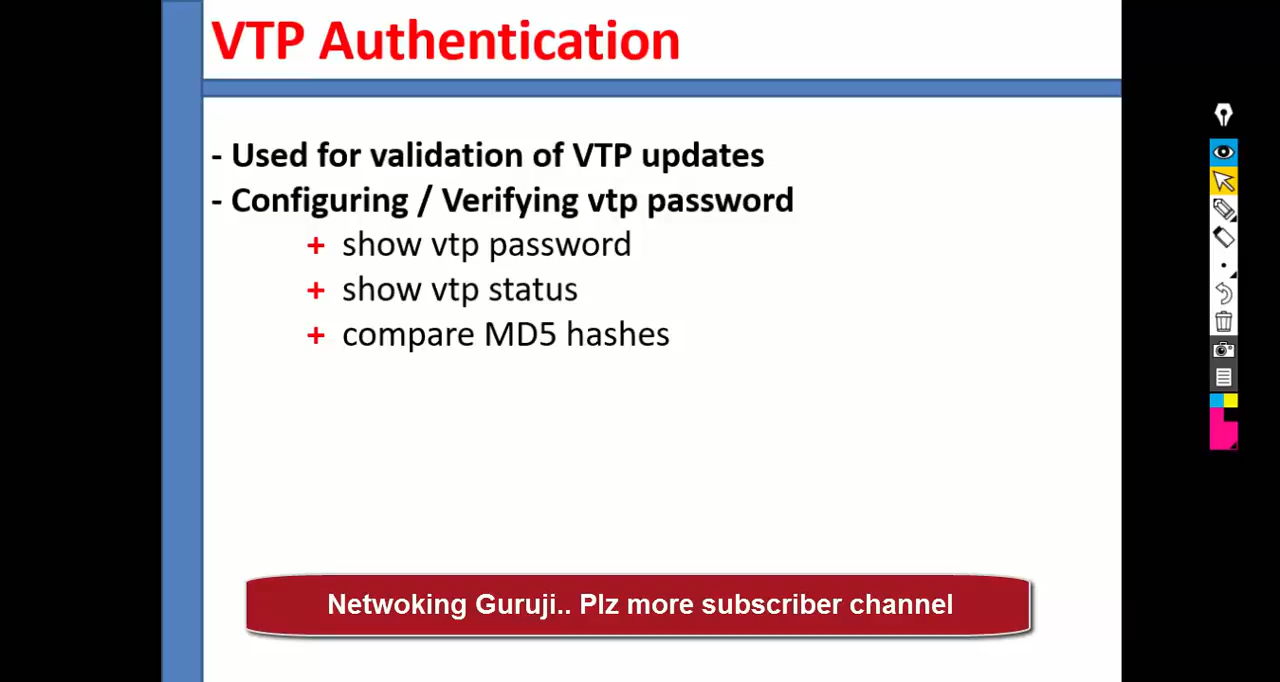 VTP Authentication
- Used for validation of VTP updates
- Configuring / Verifying vtp password
+ show vtp password
+ show vtp status
+ compare MD5 hashes
Netwoking Guruji.. Plz more subscriber channel